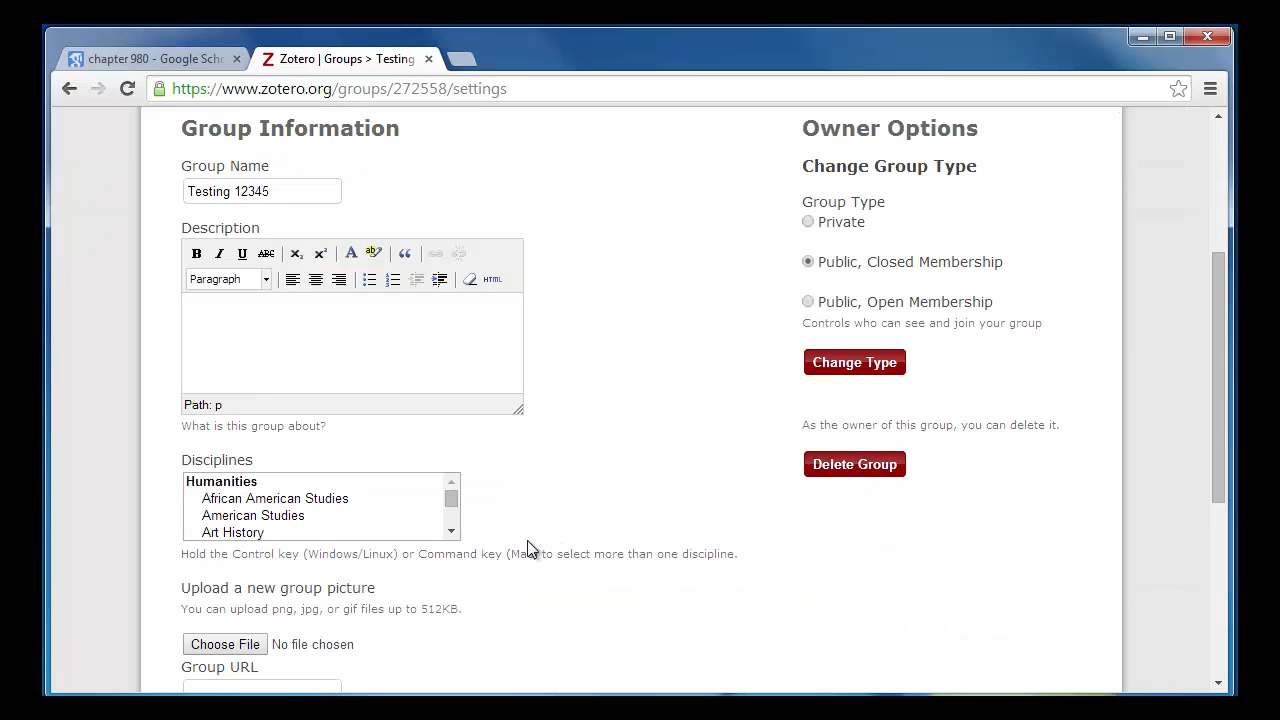 chapter 980 - Google Scho
Zotero | Groups > Testing
https://www.zotero.org/groups/272558/settings
Group Information
Group Name
Testing 12345
Description
B I U ABC
Paragraph
HTML
Path: p
What is this group about?
Disciplines
Humanities
African American Studies
American Studies
Art History
Hold the Control key (Windows/Linux) or Command key (Mac) to select more than one discipline.
Upload a new group picture
You can upload png, jpg, or gif files up to 512KB.
Choose File No file chosen
Group URL
Owner Options
Change Group Type
Group Type
Private
Public, Closed Membership
Public, Open Membership
Controls who can see and join your group
Change Type
As the owner of this group, you can delete it.
Delete Group